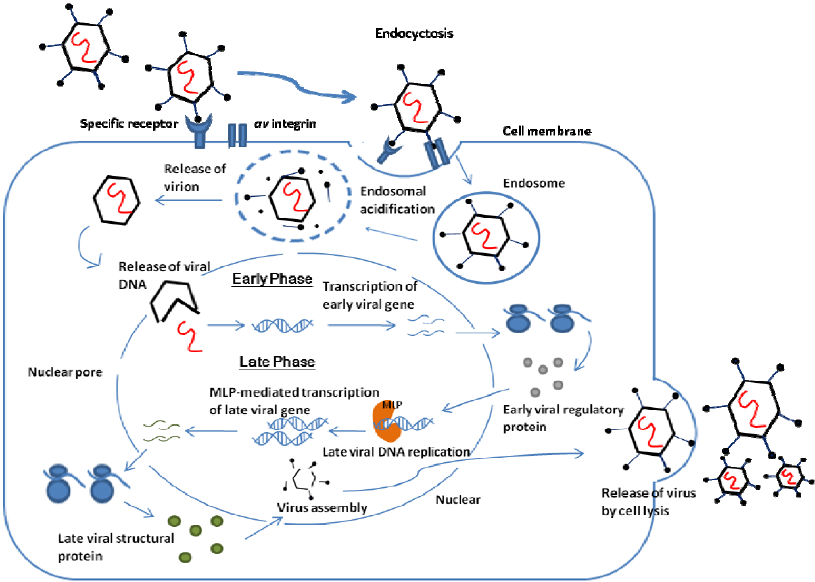 Endocyctosis
Specific receptor
αv integrin
Cell membrane
Release of
virion
Endosomal
acidification
Endosome
Release of viral
DNA
Early Phase
Transcription of
early viral gene
Late Phase
Nuclear pore
MLP-mediated transcription
of late viral gene
MLP
Early viral regulatory
protein
Late viral DNA replication
Nuclear
Virus assembly
Release of virus
by cell lysis
Late viral structural
protein